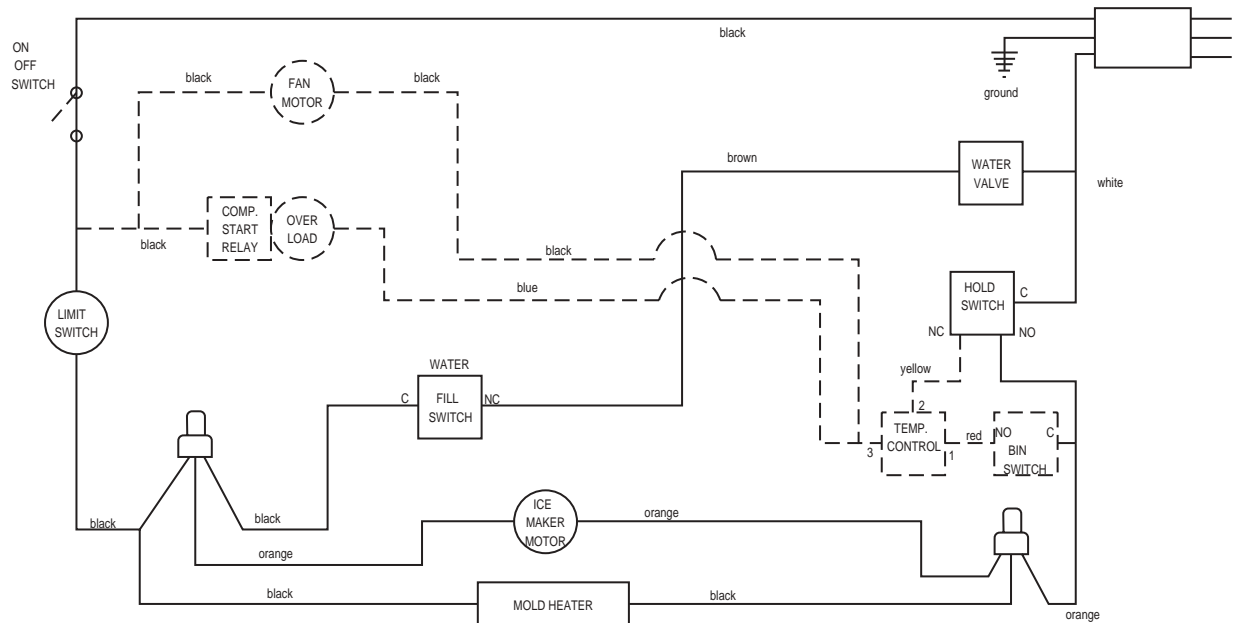 black
ON
OFF
SWITCH
black
FAN
MOTOR
black
ground
brown
WATER
VALVE
white
COMP.
START
RELAY
OVER
LOAD
black
black
blue
HOLD
SWITCH
C
NC
NO
LIMIT
SWITCH
WATER
C
FILL
SWITCH
NC
yellow
2
TEMP.
CONTROL
3
1
red
NO
C
BIN
SWITCH
black
black
orange
ICE
MAKER
MOTOR
orange
black
MOLD HEATER
black
orange